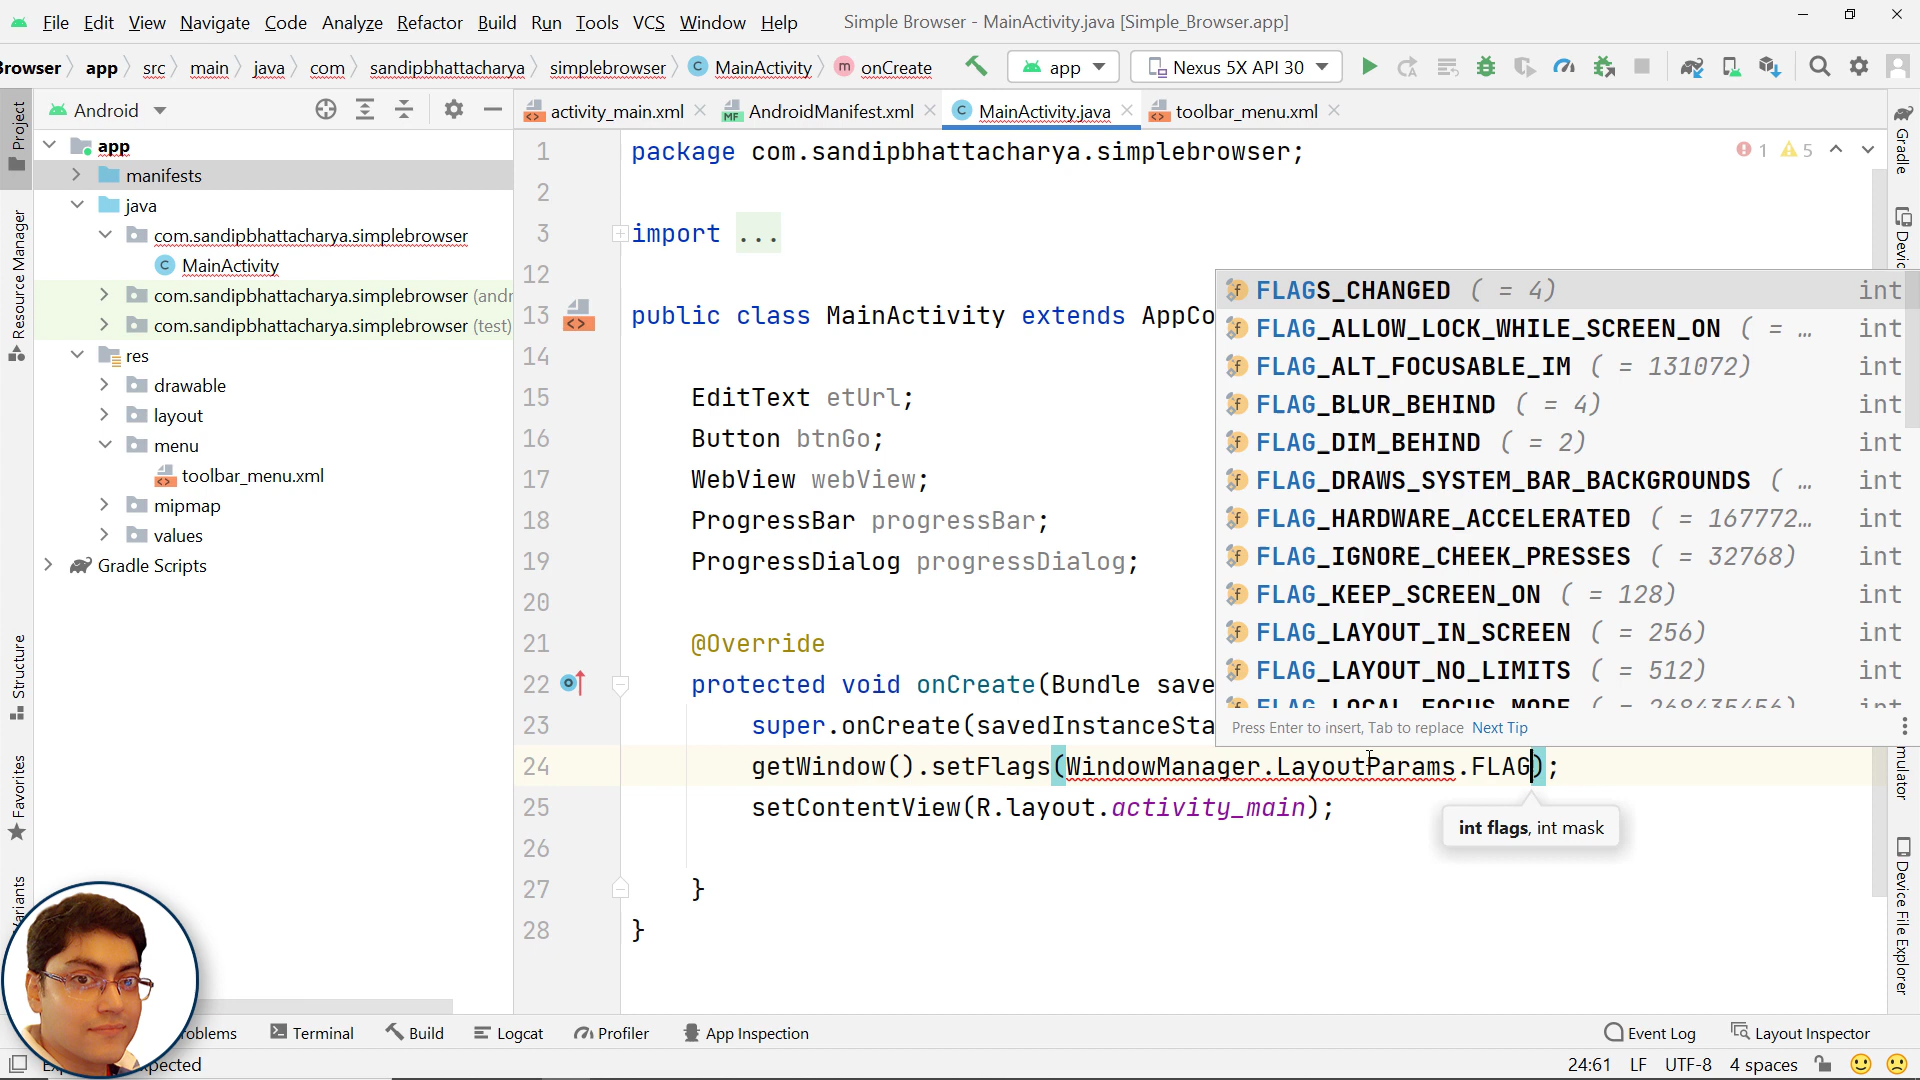 File Edit View Navigate Code Analyze Refactor Build Run Tools VCS Window Help Simple Browser - MainActivity.java [Simple_Browser.app]
Browser app src main java com sandipbhattacharya simplebrowser MainActivity onCreate app Nexus 5X API 30
Android
activity_main.xml AndroidManifest.xml MainActivity.java toolbar_menu.xml
Project
Resource Manager
Structure
Favorites
app
manifests
java
com.sandipbhattacharya.simplebrowser
MainActivity
com.sandipbhattacharya.simplebrowser (andr
com.sandipbhattacharya.simplebrowser (test)
res
drawable
layout
menu
toolbar_menu.xml
mipmap
values
Gradle Scripts
1 package com.sandipbhattacharya.simplebrowser;
1 5
2
3 import ...
12
13 public class MainActivity extends AppCo
14
15 EditText etUrl;
16 Button btnGo;
17 WebView webView;
18 ProgressBar progressBar;
19 ProgressDialog progressDialog;
20
21 @Override
22 protected void onCreate(Bundle save
23 super.onCreate(savedInstanceSta
24 getWindow().setFlags(WindowManager.LayoutParams.FLAG);
25 setContentView(R.layout.activity_main);
26
27 }
28 }
FLAGS_CHANGED ( = 4) int
FLAG_ALLOW_LOCK_WHILE_SCREEN_ON ( = … int
FLAG_ALT_FOCUSABLE_IM ( = 131072) int
FLAG_BLUR_BEHIND ( = 4) int
FLAG_DIM_BEHIND ( = 2) int
FLAG_DRAWS_SYSTEM_BAR_BACKGROUNDS ( … int
FLAG_HARDWARE_ACCELERATED ( = 167772… int
FLAG_IGNORE_CHEEK_PRESSES ( = 32768) int
FLAG_KEEP_SCREEN_ON ( = 128) int
FLAG_LAYOUT_IN_SCREEN ( = 256) int
FLAG_LAYOUT_NO_LIMITS ( = 512) int
FLAG_LOCAL_FOCUS_MODE ( = 268435456) int
Press Enter to insert, Tab to replace Next Tip
int flags, int mask
Gradle
Device File Explorer
Terminal Build Logcat Profiler App Inspection Event Log Layout Inspector
24:61 LF UTF-8 4 spaces